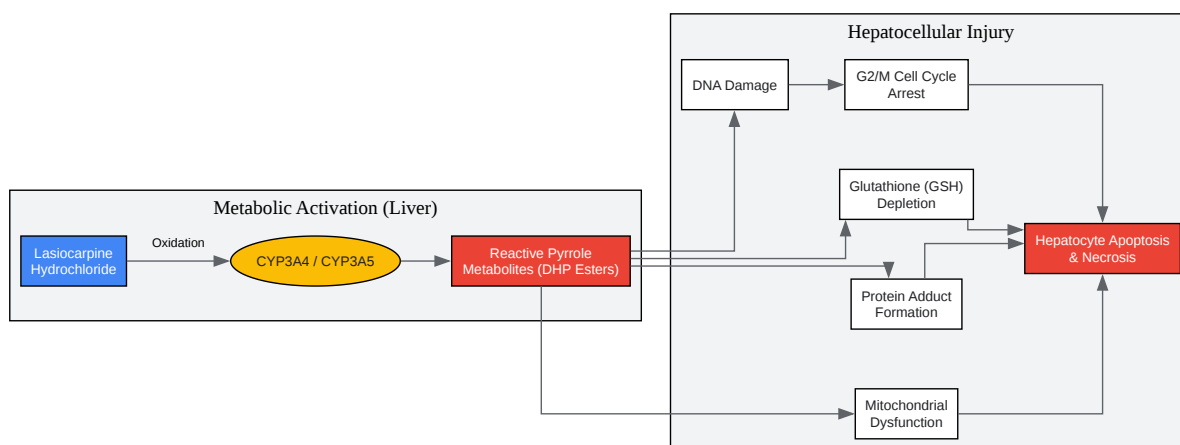 Hepatocellular Injury
DNA Damage
G2/M Cell Cycle
Arrest
Glutathione (GSH)
Depletion
Metabolic Activation (Liver)
Lasiocarpine
Hydrochloride
Oxidation
CYP3A4 / CYP3A5
Reactive Pyrrole
Metabolites (DHP Esters)
Hepatocyte Apoptosis
& Necrosis
Protein Adduct
Formation
Mitochondrial
Dysfunction